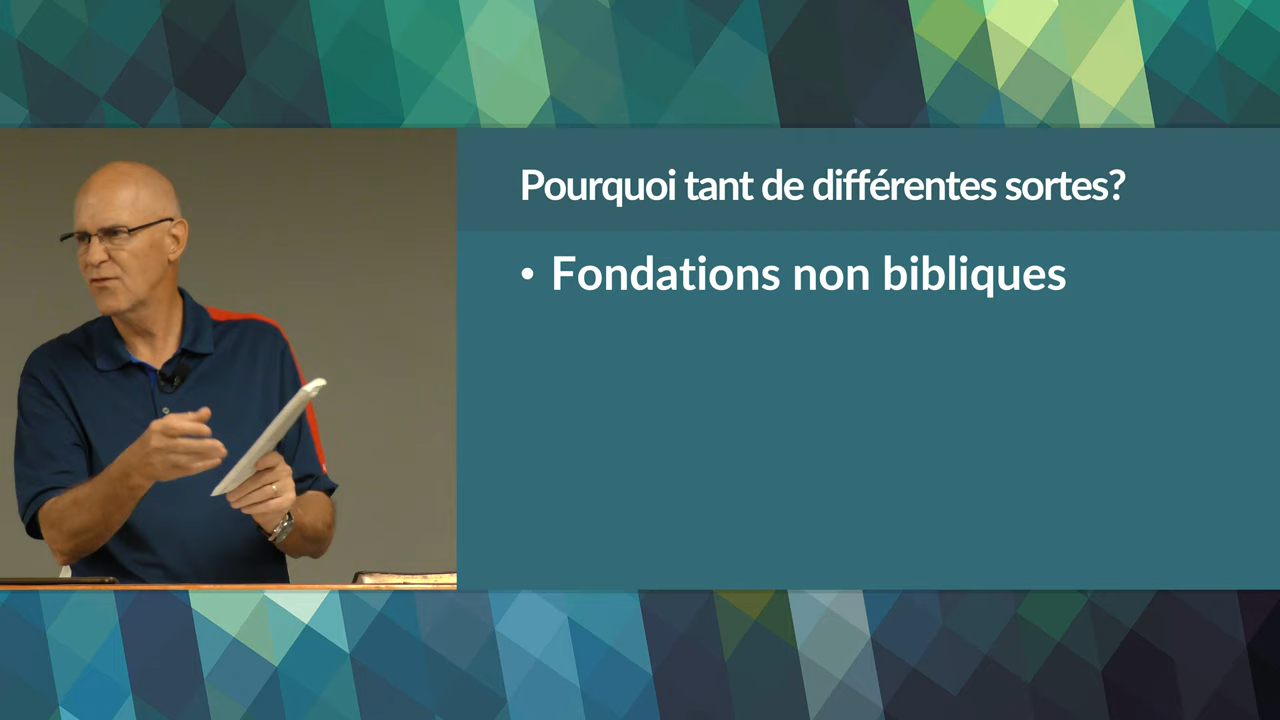 Pourquoi tant de différentes sortes?
• Fondations non bibliques